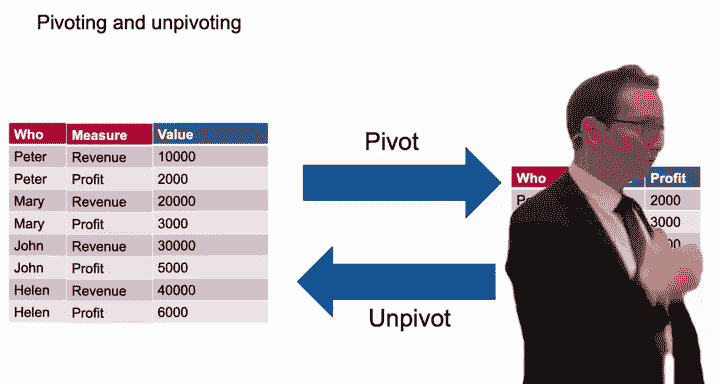 Pivoting and unpivoting
Who Measure Value
Peter Revenue 10000
Peter Profit 2000
Mary Revenue 20000
Mary Profit 3000
John Revenue 30000
John Profit 5000
Helen Revenue 40000
Helen Profit 6000
Pivot
Unpivot
Who Profit
2000
3000